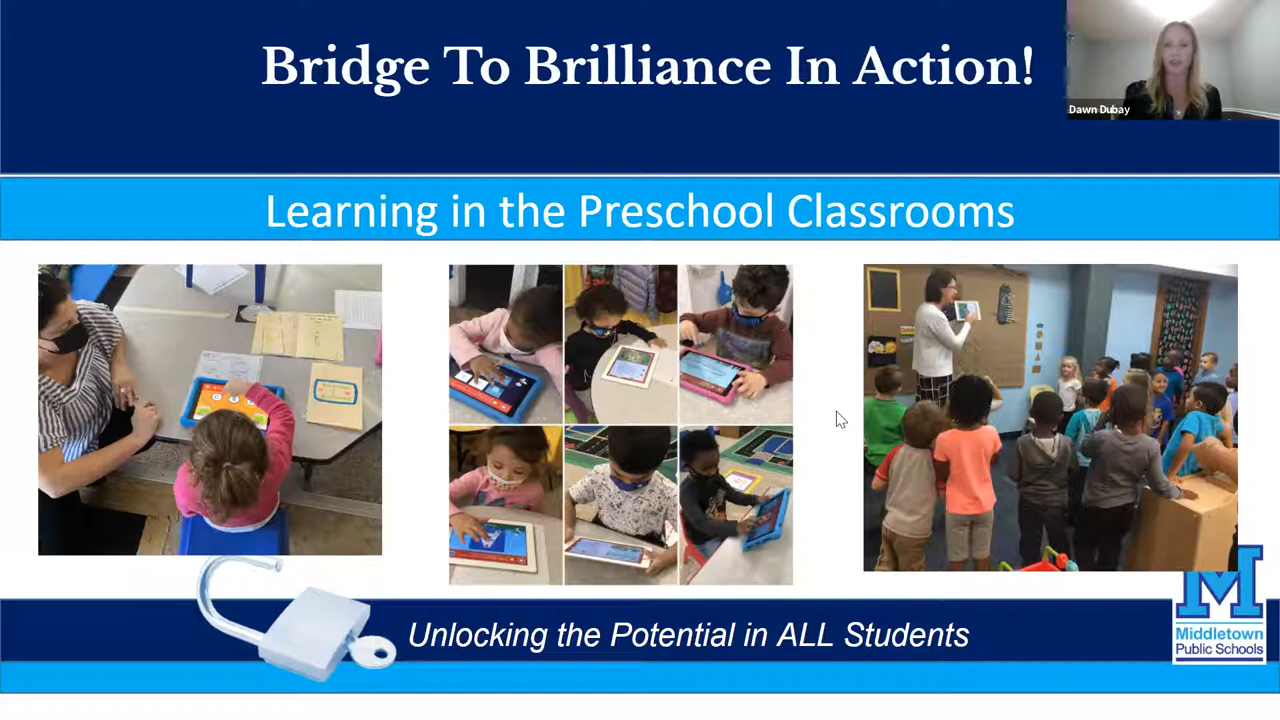 Bridge To Brilliance In Action!
Dawn Dubay
Learning in the Preschool Classrooms
Unlocking the Potential in ALL Students
M
Middletown
Public Schools